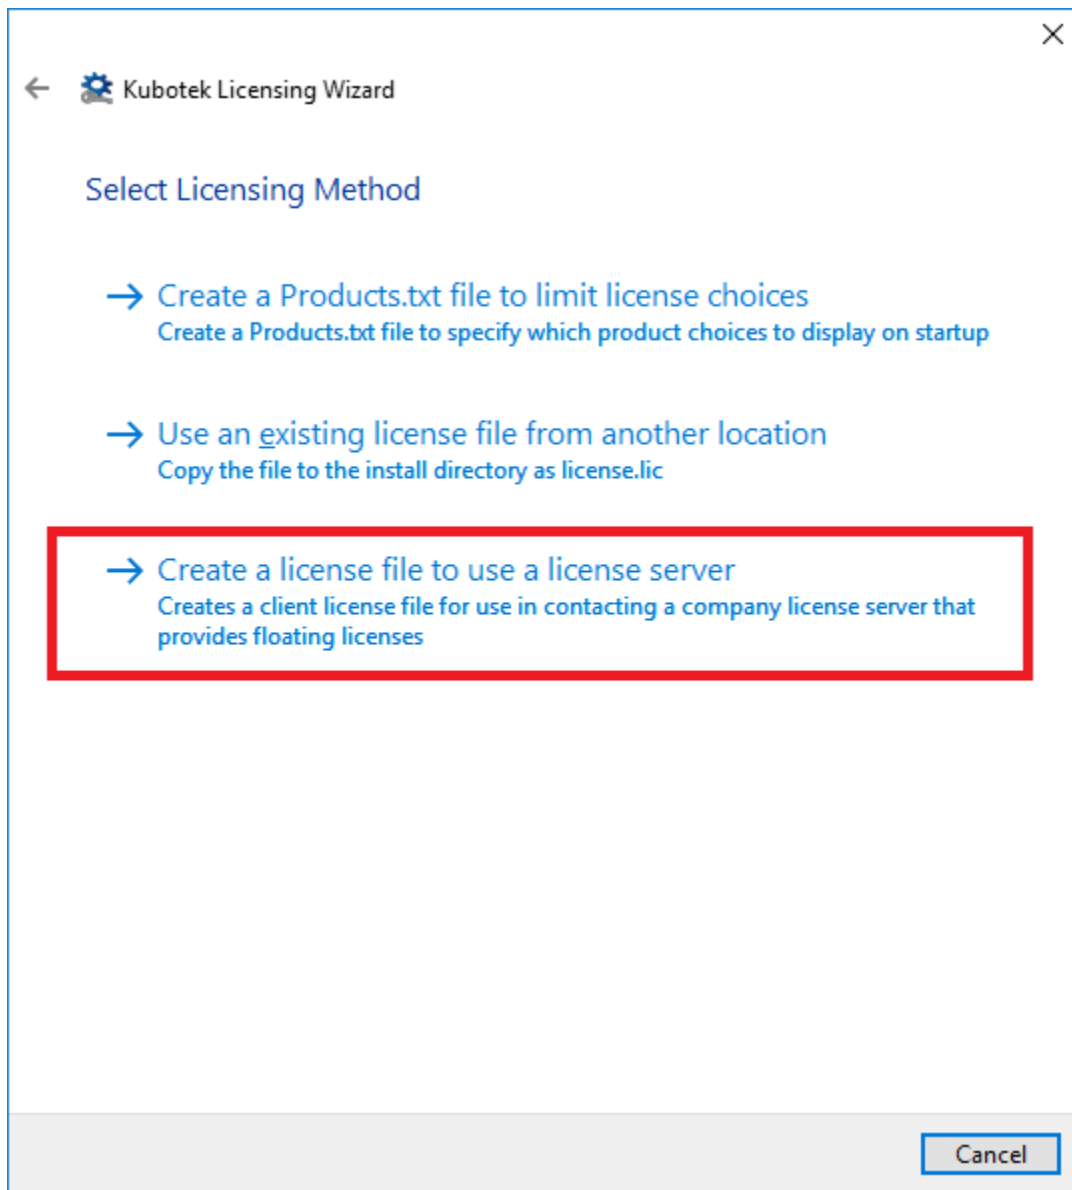 Kubotek Licensing Wizard
Select Licensing Method
Create a Products.txt file to limit license choices
Create a Products.txt file to specify which product choices to display on startup
Use an existing license file from another location
Copy the file to the install directory as license.lic
Create a license file to use a license server
Creates a client license file for use in contacting a company license server that
provides floating licenses
Cancel